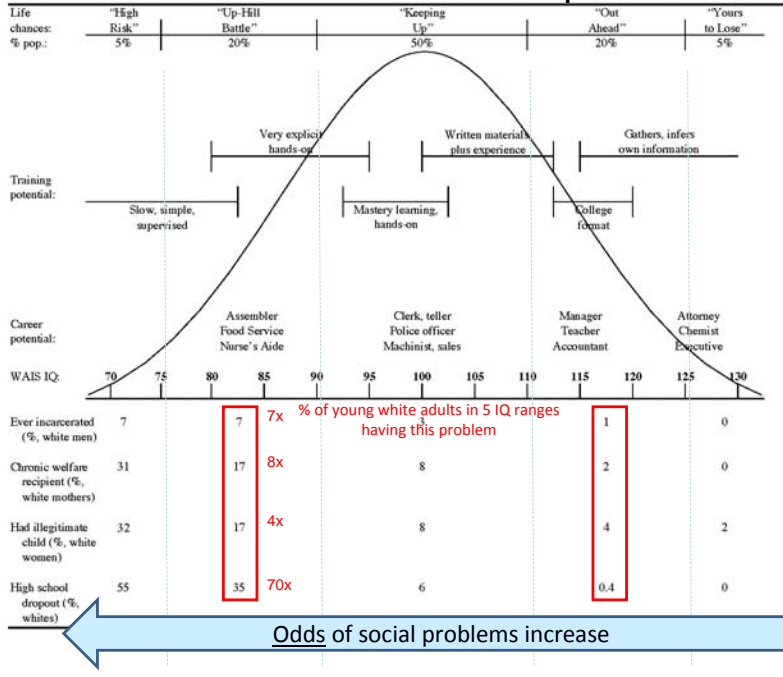 Life "High "Up-Hill "Keeping "Out "Yours
chances: Risk" Battle" Up" Ahead" to Lose"
% pop.: 5% 20% 50% 20% 5%
Very explicit Written materials Gathers, infers
hands-on plus experience own information
Training
potential:
Slow, simple, Mastery learning, College
supervised hands-on format
Career Assembler Clerk, teller Manager Attorney
potential: Food Service Police officer Teacher Chemist
Nurse's Aide Machinist, sales Accountant Executive
WAIS IQ: 70 75 80 85 90 95 100 105 110 115 120 125 130
7x % of young white adults in 5 IQ ranges
having this problem
Ever incarcerated 7 7 3 1 0
(%, white men)
Chronic welfare 31 17 8x 8 2 0
recipient (%,
white mothers)
Had illegitimate 32 17 4x 8 4 2
child (%, white
women)
High school 55 35 70x 6 0.4 0
dropout (%,
whites)
Odds of social problems increase